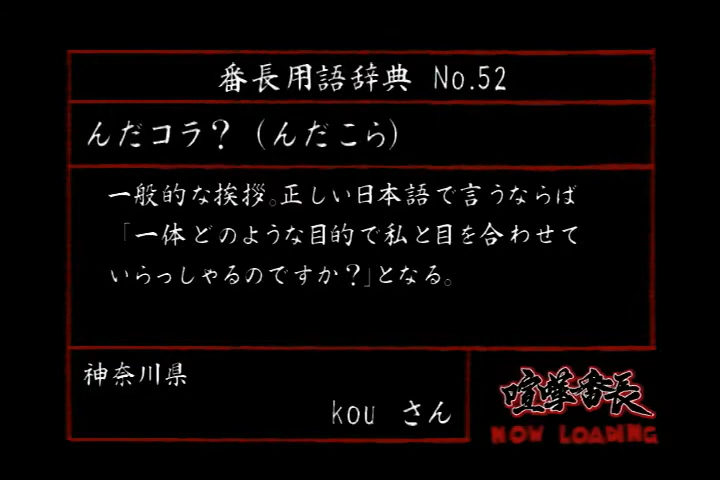 番長用語辞典 No.52
んだコラ？（んだこら）
一般的な挨拶。正しい日本語で言うならば
「一体どのような目的で私と目を合わせて
いらっしゃるのですか？」となる。
神奈川県
kou さん
喧嘩番長
NOW LOADING